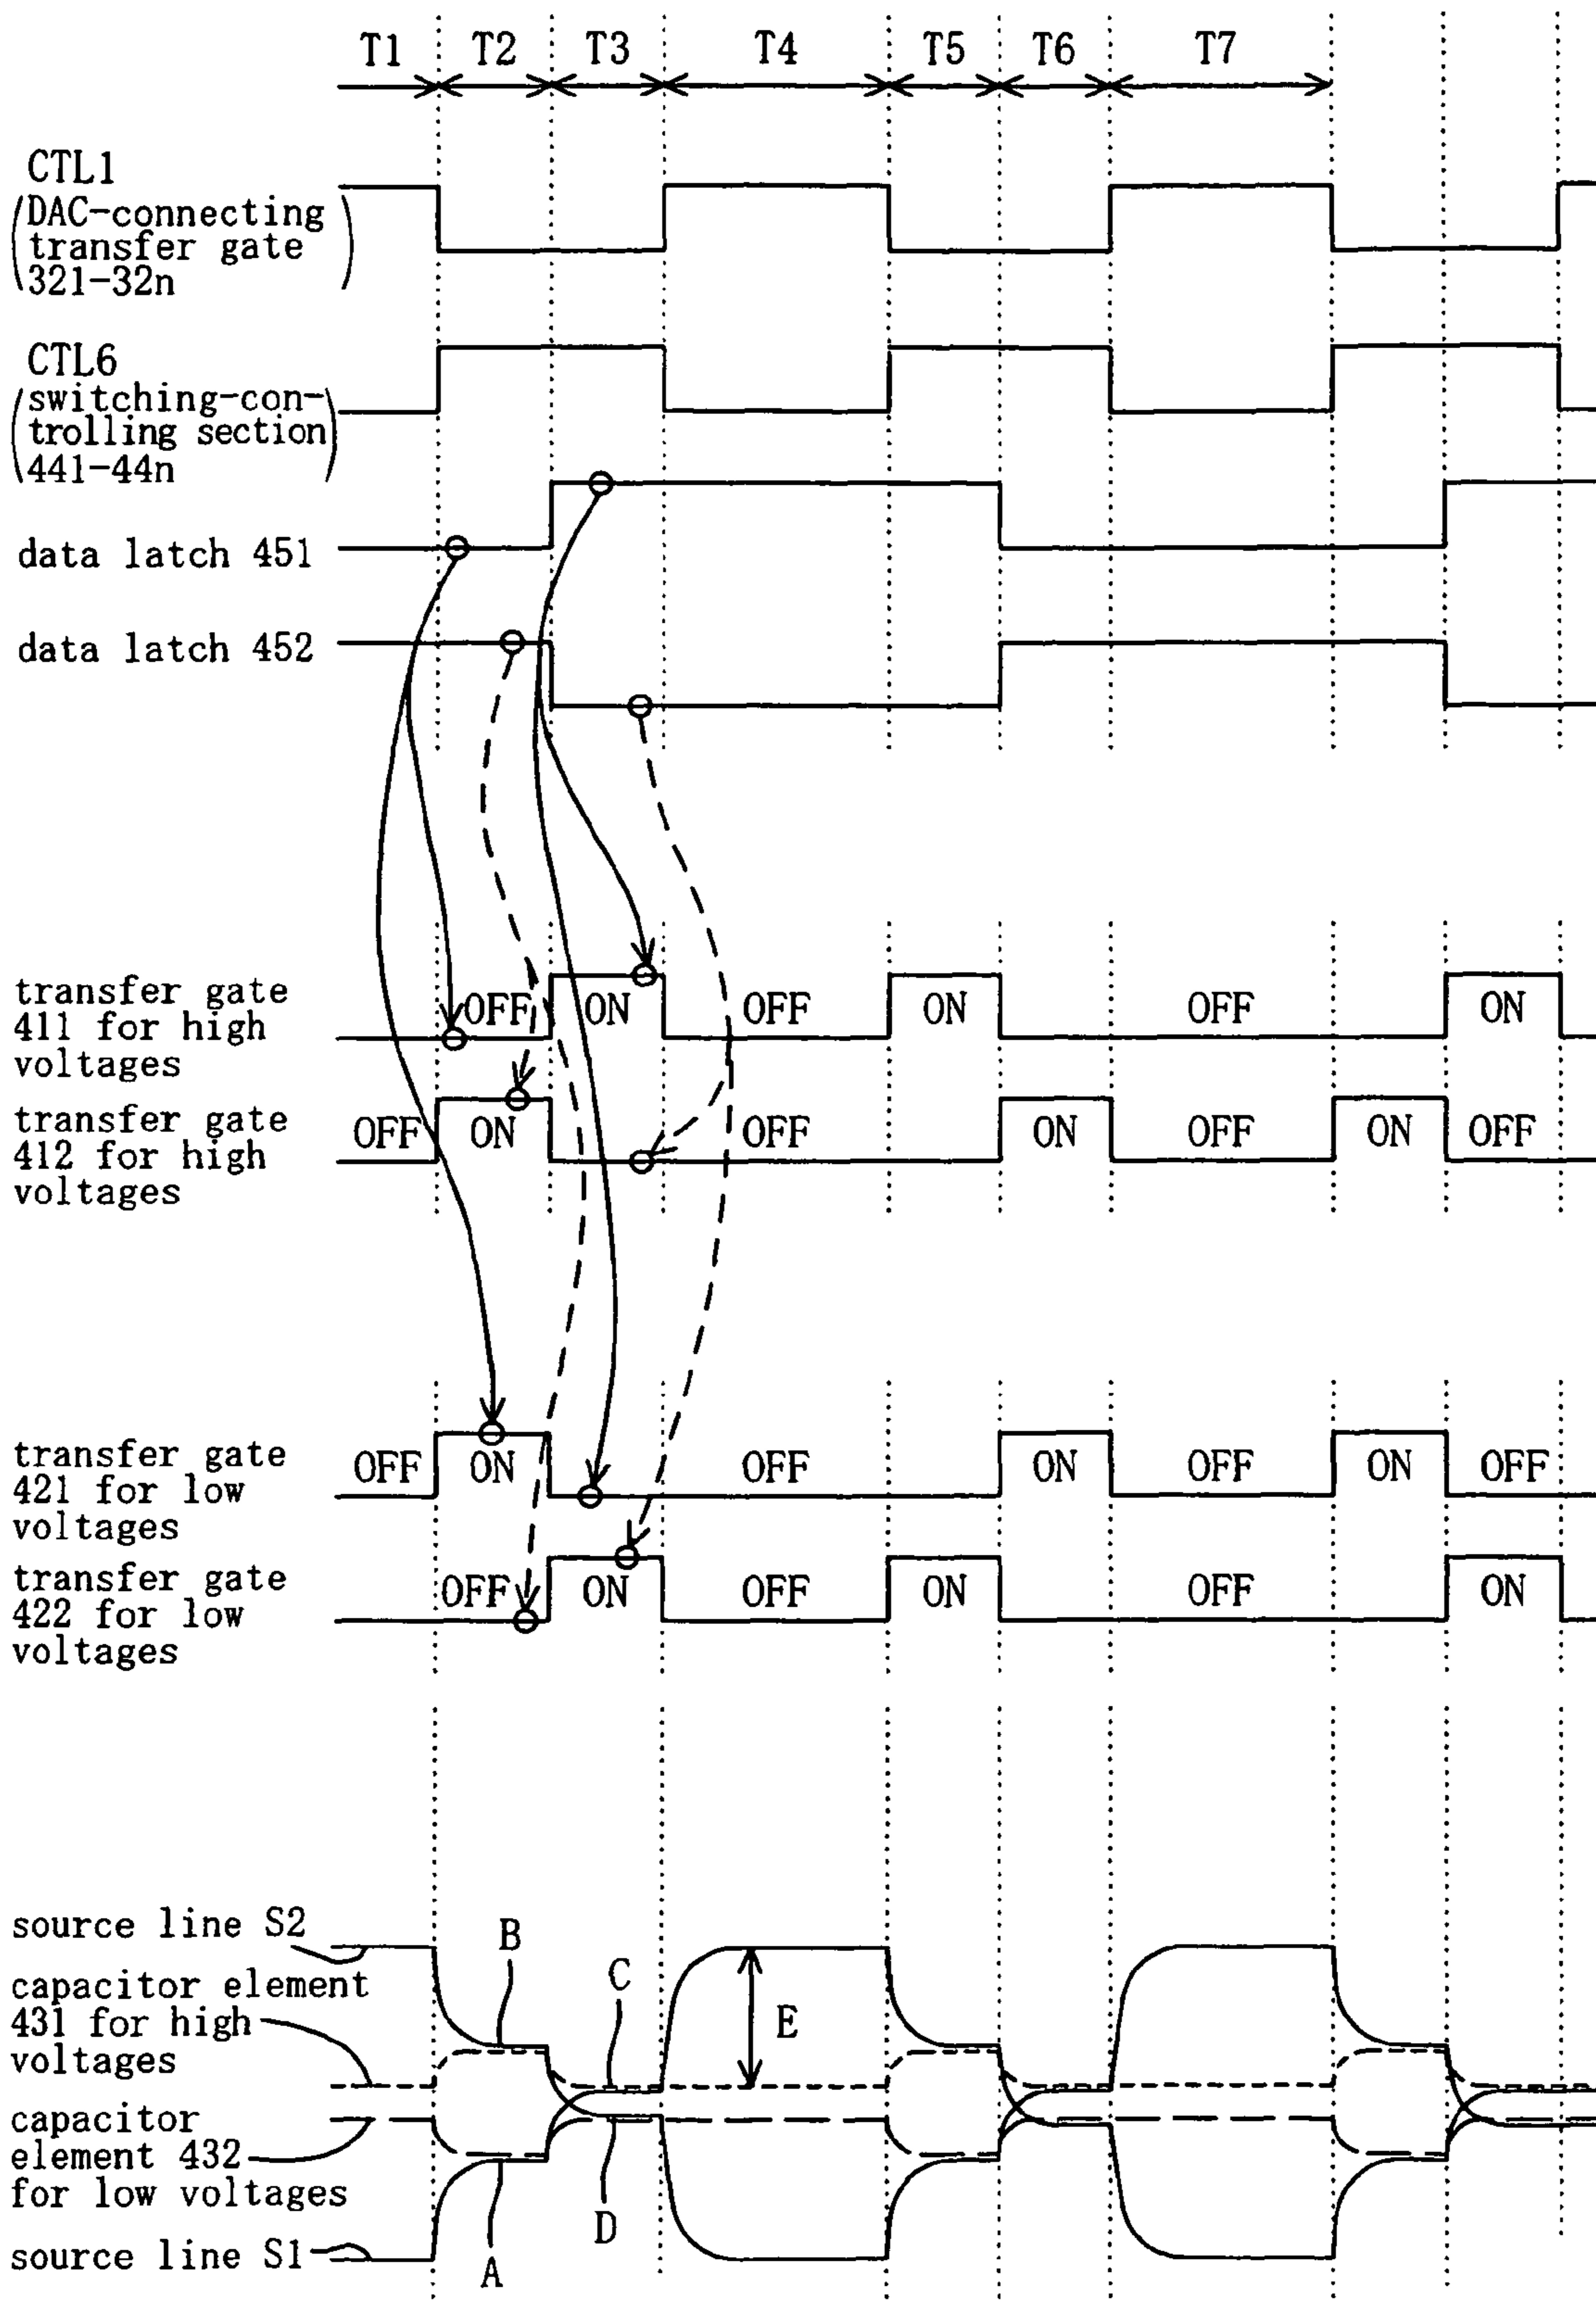 T1 T2 T3 T4 T5 T6 T7
CTL1
DAC-connecting
transfer gate
321-32n
CTL6
switching-con-
trolling section
441-44n
data latch 451
data latch 452
transfer gate
411 for high
voltages
OFF ON OFF ON OFF ON
transfer gate
412 for high
voltages
OFF ON OFF ON OFF ON OFF
transfer gate
421 for low
voltages
OFF ON OFF ON OFF ON OFF
transfer gate
422 for low
voltages
OFF ON OFF ON OFF ON
source line S2
B
capacitor element
431 for high
voltages
C
E
capacitor
element 432
for low voltages
D
source line S1
A